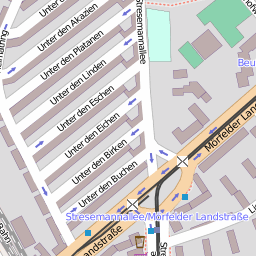 Unter den Akazien
Stresemannallee
Unter den Platanen
Unter den Linden
Unter den Eschen
Unter den Eichen
Unter den Birken
Unter den Buchen
Mörfelder Landstraße
Stresemannallee/Mörfelder Landstraße
Landstraße